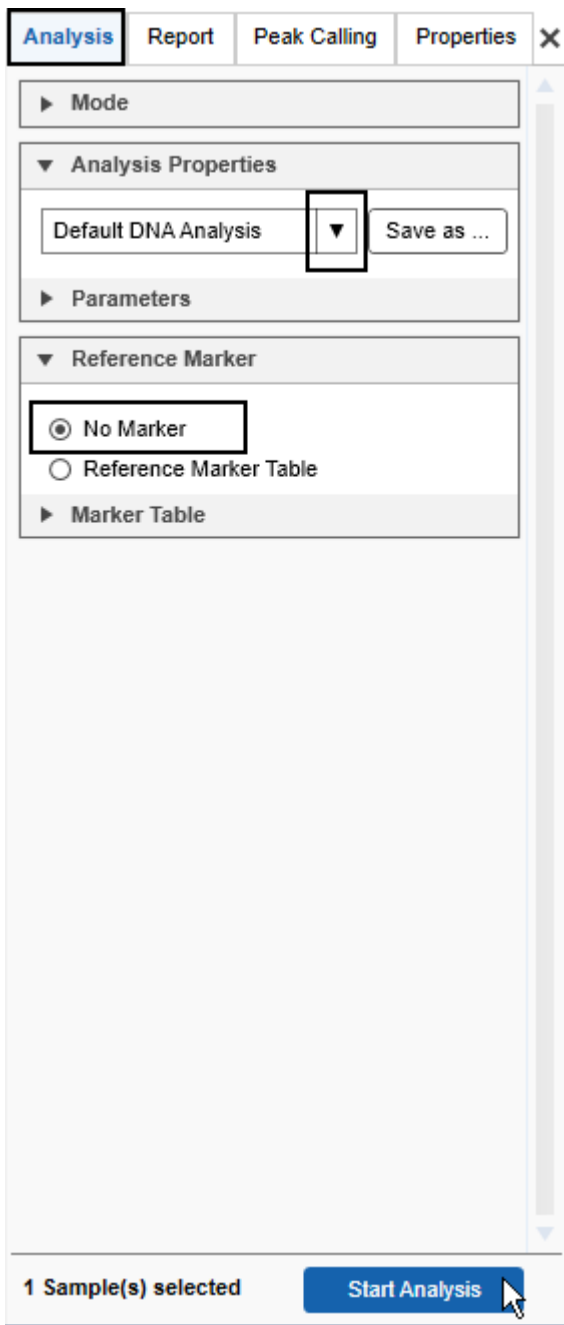 Analysis Report Peak Calling Properties
Mode
Analysis Properties
Default DNA Analysis Save as ...
Parameters
Reference Marker
No Marker
Reference Marker Table
Marker Table
1 Sample(s) selected Start Analysis